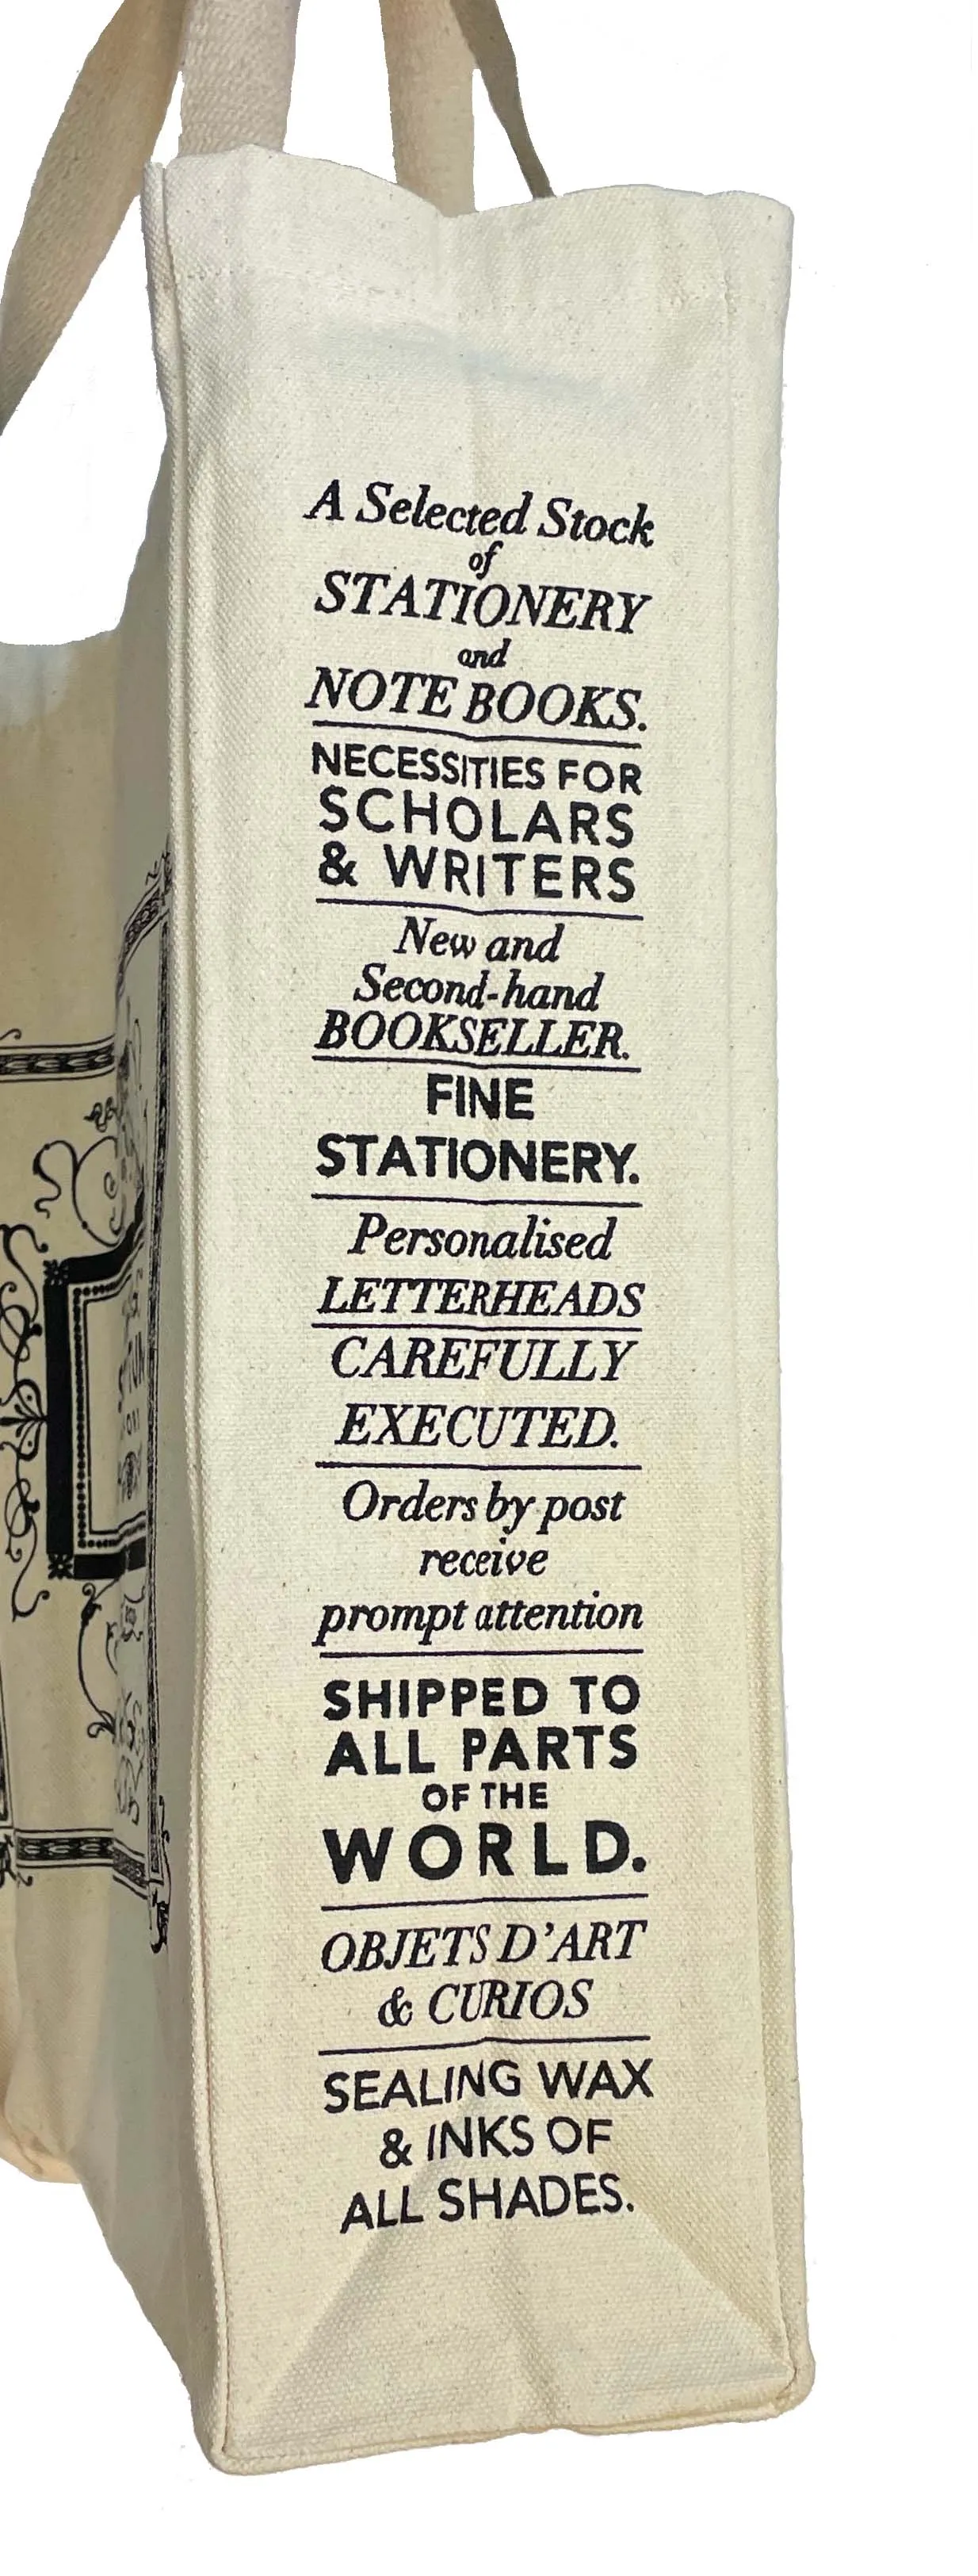 A Selected Stock
of
STATIONERY
and
NOTE BOOKS.
NECESSITIES FOR
SCHOLARS
& WRITERS
New and
Second-hand
BOOKSELLER.
FINE
STATIONERY.
Personalised
LETTERHEADS
CAREFULLY
EXECUTED.
Orders by post
receive
prompt attention
SHIPPED TO
ALL PARTS
OF THE
WORLD.
OBJETS D'ART
& CURIOS
SEALING WAX
& INKS OF
ALL SHADES.